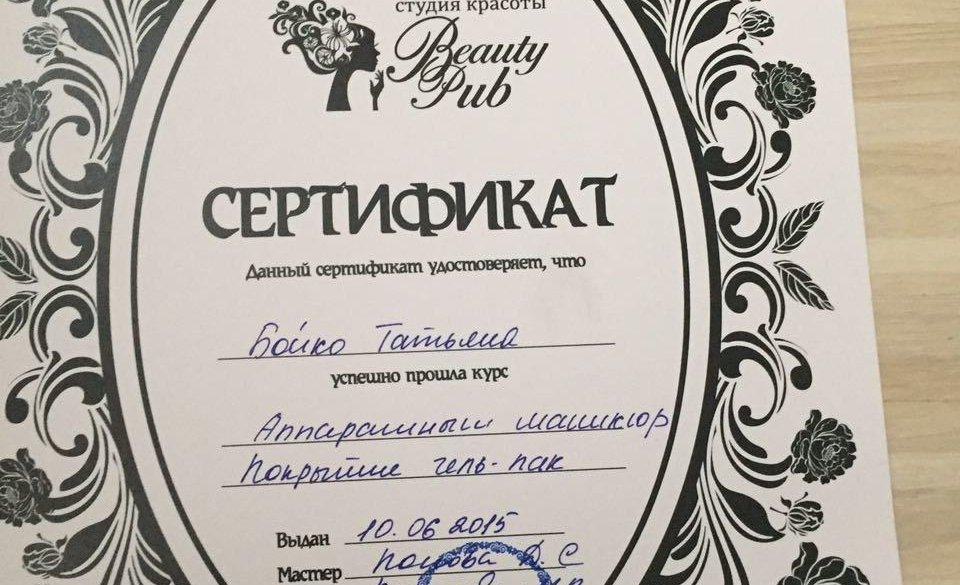 студия красоты
Beauty
Pub
СЕРТИФИКАТ
Данный сертификат удостоверяет, что
Бойко Татьяна
успешно прошла курс
Аппаратный маникюр
Покрытие гель-лак
Выдан 10.06 2015
Мастер